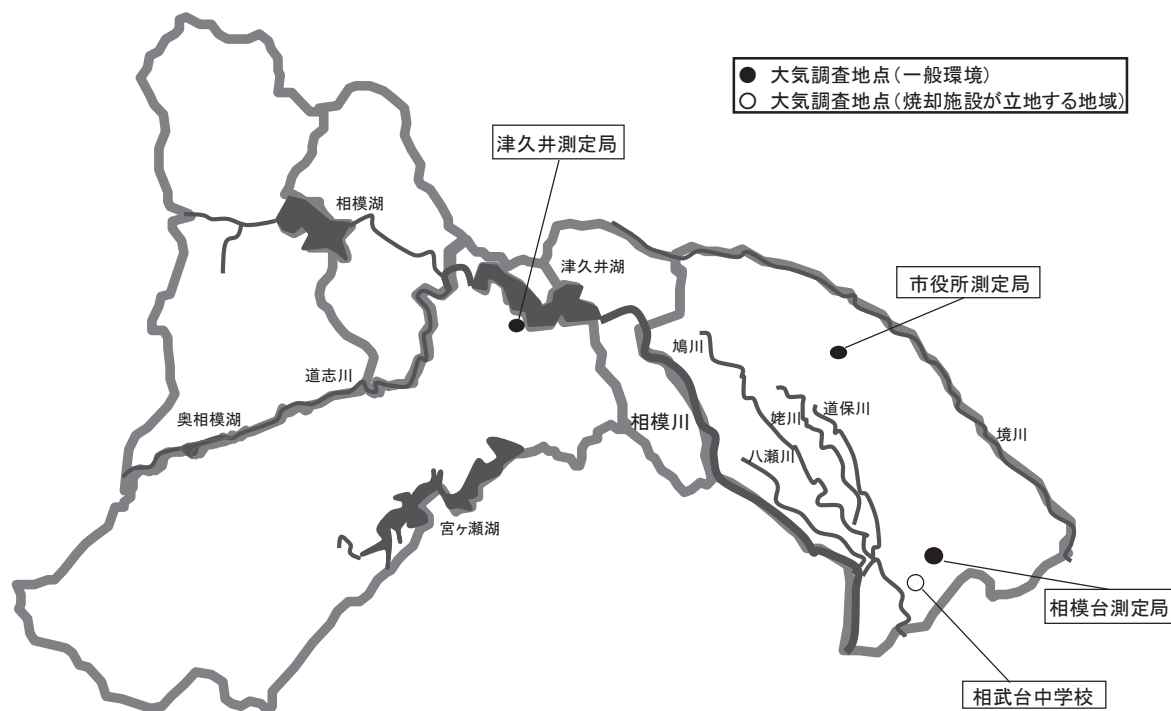 ● 大気調査地点(一般環境)
○ 大気調査地点(焼却施設が立地する地域)
津久井測定局
相模湖
津久井湖
市役所測定局
鳩川
道志川
姥川
道保川
奥相模湖
相模川
境川
八瀬川
宮ヶ瀬湖
相模台測定局
相武台中学校